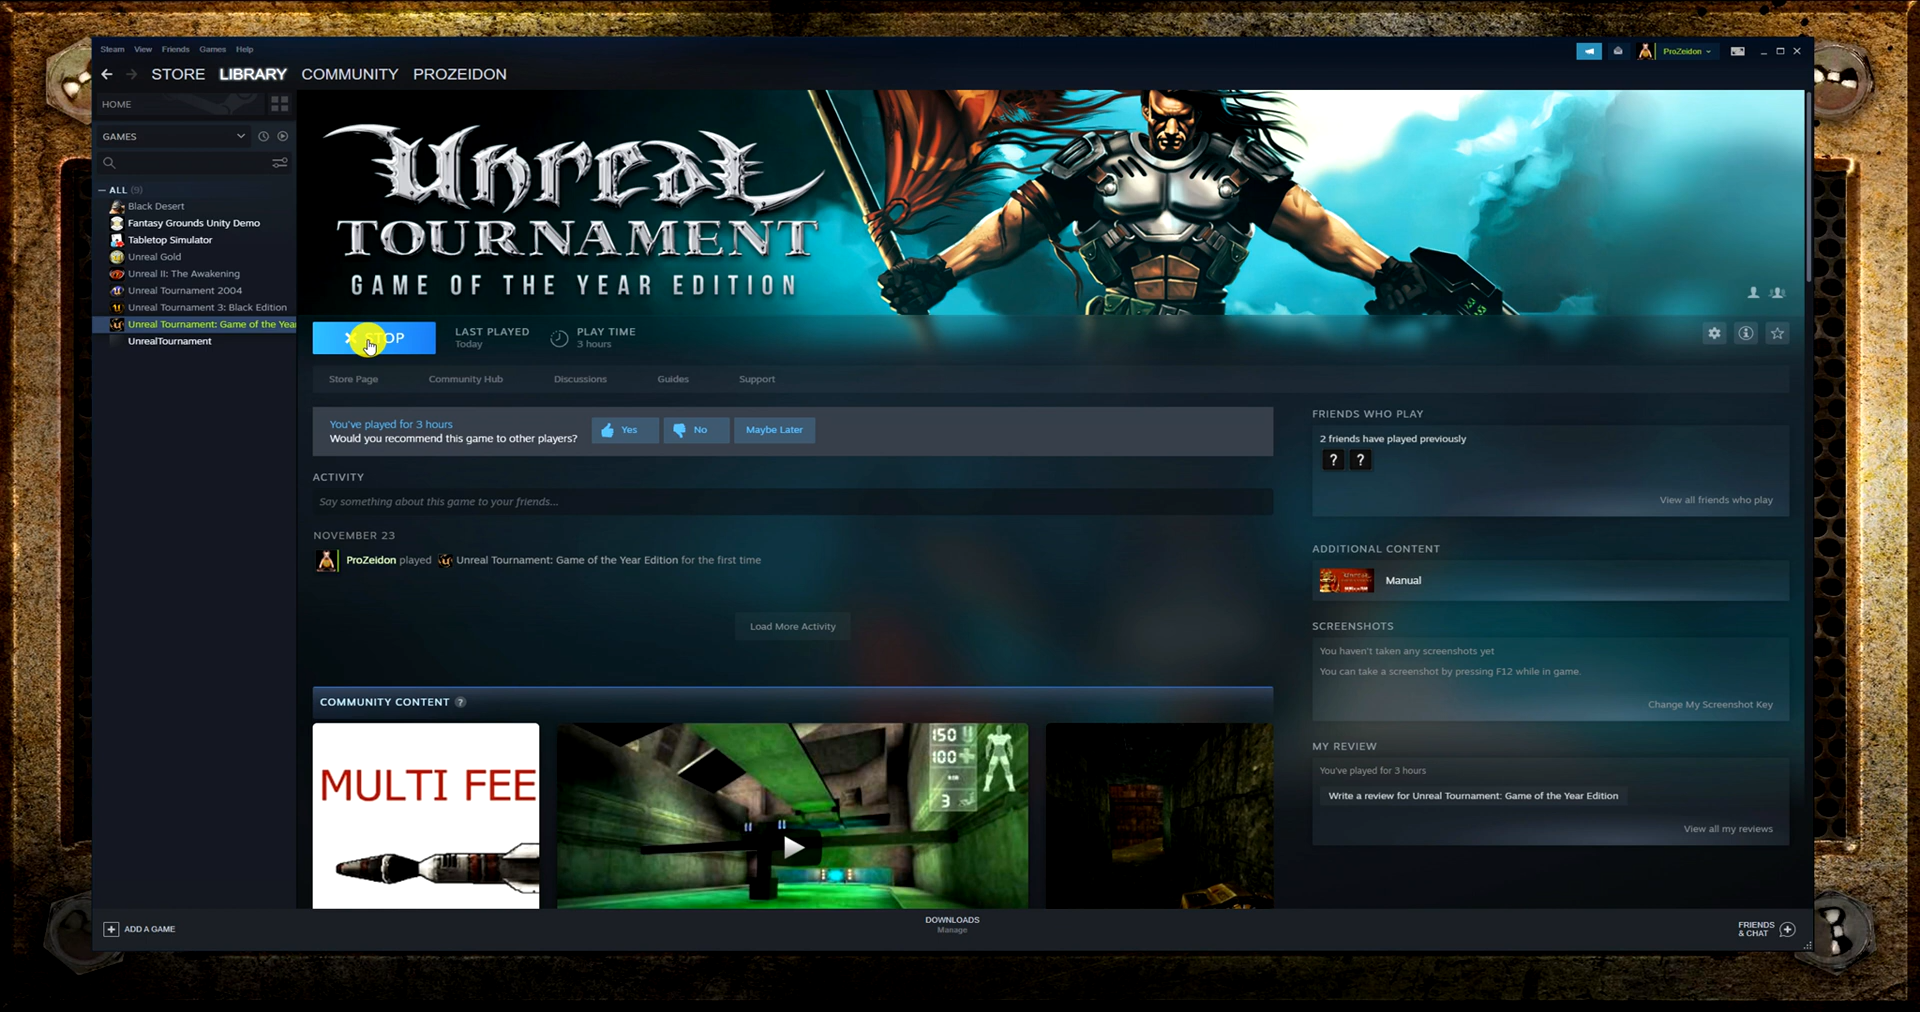 Steam View Friends Games Help
ProZeidon
STORE LIBRARY COMMUNITY PROZEIDON
HOME
GAMES
ALL (9)
Black Desert
Fantasy Grounds Unity Demo
Tabletop Simulator
Unreal Gold
Unreal II: The Awakening
Unreal Tournament 2004
Unreal Tournament 3: Black Edition
Unreal Tournament: Game of the Yea
UnrealTournament
Unreal
TOURNAMENT
GAME OF THE YEAR EDITION
LAST PLAYED
Today
PLAY TIME
3 hours
Store Page Community Hub Discussions Guides Support
You've played for 3 hours
Would you recommend this game to other players?
Yes No Maybe Later
ACTIVITY
Say something about this game to your friends...
NOVEMBER 23
ProZeidon played Unreal Tournament: Game of the Year Edition for the first time
Load More Activity
COMMUNITY CONTENT ?
MULTI FEE
150
100
3
FRIENDS WHO PLAY
2 friends have played previously
? ?
View all friends who play
ADDITIONAL CONTENT
Manual
SCREENSHOTS
You haven't taken any screenshots yet
You can take a screenshot by pressing F12 while in game.
Change My Screenshot Key
MY REVIEW
You've played for 3 hours
Write a review for Unreal Tournament: Game of the Year Edition
View all my reviews
ADD A GAME
DOWNLOADS
Manage
FRIENDS
& CHAT